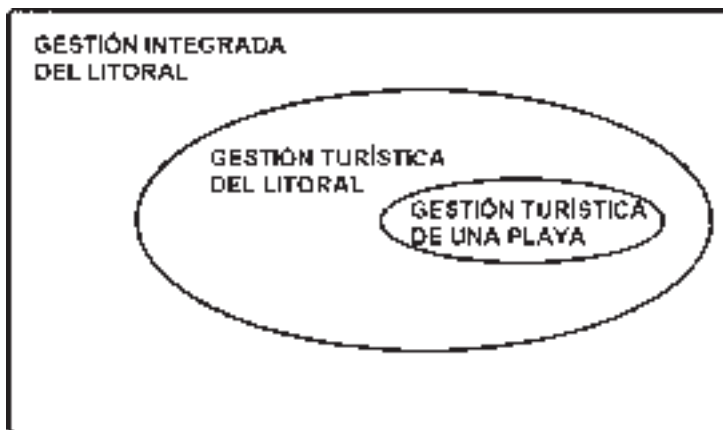 GESTIÓN INTEGRADA
DEL LITORAL
GESTIÓN TURÍSTICA
DEL LITORAL
GESTIÓN TURÍSTICA
DE UNA PLAYA